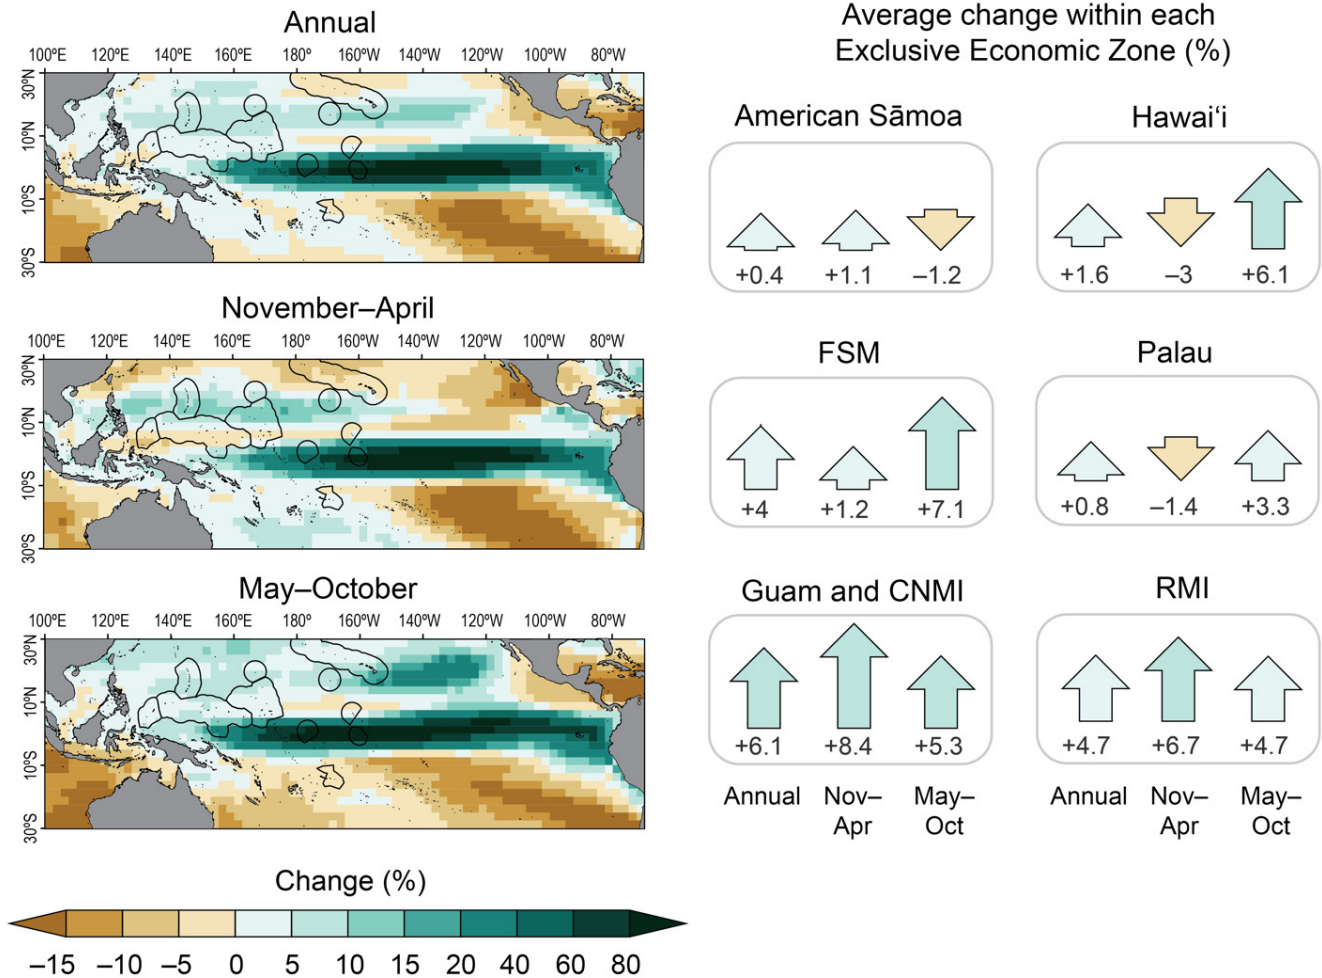 Annual
100ºE 120ºE 140ºE 160ºE 180º 160ºW 140ºW 120ºW 100ºW 80ºW
30ºN
10ºN
10ºS
30ºS
November–April
100ºE 120ºE 140ºE 160ºE 180º 160ºW 140ºW 120ºW 100ºW 80ºW
30ºN
10ºN
10ºS
30ºS
May–October
100ºE 120ºE 140ºE 160ºE 180º 160ºW 140ºW 120ºW 100ºW 80ºW
30ºN
10ºN
10ºS
30ºS
Change (%)
–15 –10 –5 0 5 10 15 20 40 60 80
Average change within each
Exclusive Economic Zone (%)
American Sāmoa
+0.4 +1.1 –1.2
Hawaiʻi
+1.6 –3 +6.1
FSM
+4 +1.2 +7.1
Palau
+0.8 –1.4 +3.3
Guam and CNMI
+6.1 +8.4 +5.3
RMI
+4.7 +6.7 +4.7
Annual Nov– May–
Apr Oct
Annual Nov– May–
Apr Oct